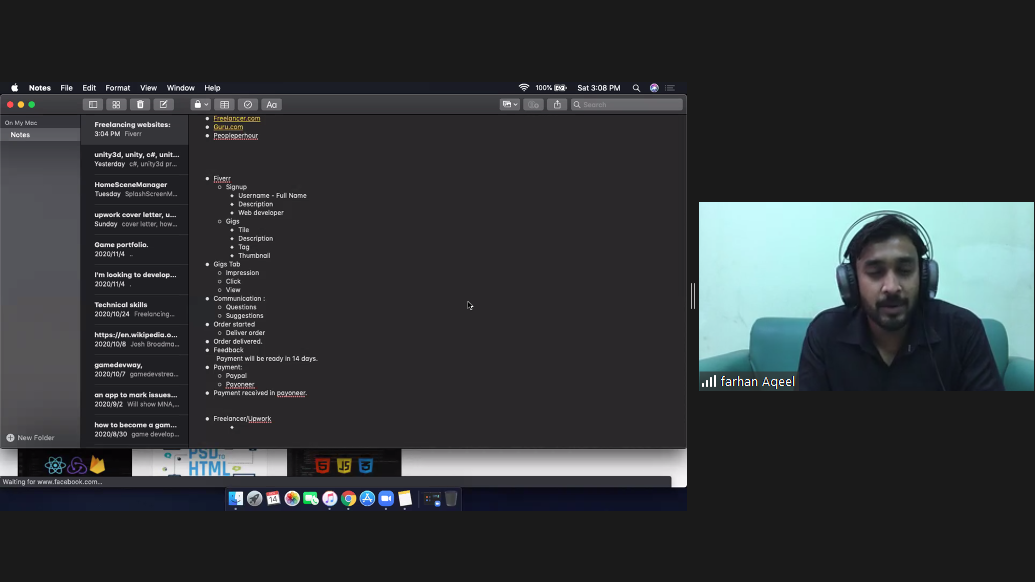 Notes File Edit Format View Window Help
100% Sat 3:08 PM
Aa
Search
On My Mac
Notes
New Folder
Freelancing websites:
3:04 PM Fiverr
unity3d, unity, c#, unit...
Yesterday c#, unity3d pr...
HomeSceneManager
Tuesday SplashScreenM...
upwork cover letter, u...
Sunday cover letter, how...
Game portfolio.
2020/11/4 ..
I'm looking to develop...
2020/11/4 .
Technical skills
2020/10/24 Freelancing...
https://en.wikipedia.o...
2020/10/8 Josh Broadma...
gamedevway,
2020/10/7 gamedevstrea...
an app to mark issues...
2020/9/2 Will show MNA,...
how to become a gam...
2020/8/30 game develop...
Freelancer.com
Guru.com
Peopleperhour
Fiverr
Signup
Username - Full Name
Description
Web developer
Gigs
Tile
Description
Tag
Thumbnail
Gigs Tab
Impression
Click
View
Communication :
Questions
Suggestions
Order started
Deliver order
Order delivered.
Feedback
Payment will be ready in 14 days.
Payment:
Paypal
Payoneer
Payment received in payoneer.
Freelancer/Upwork
PSD
TO
HTML
JS
Waiting for www.facebook.com...
14
farhan Aqeel